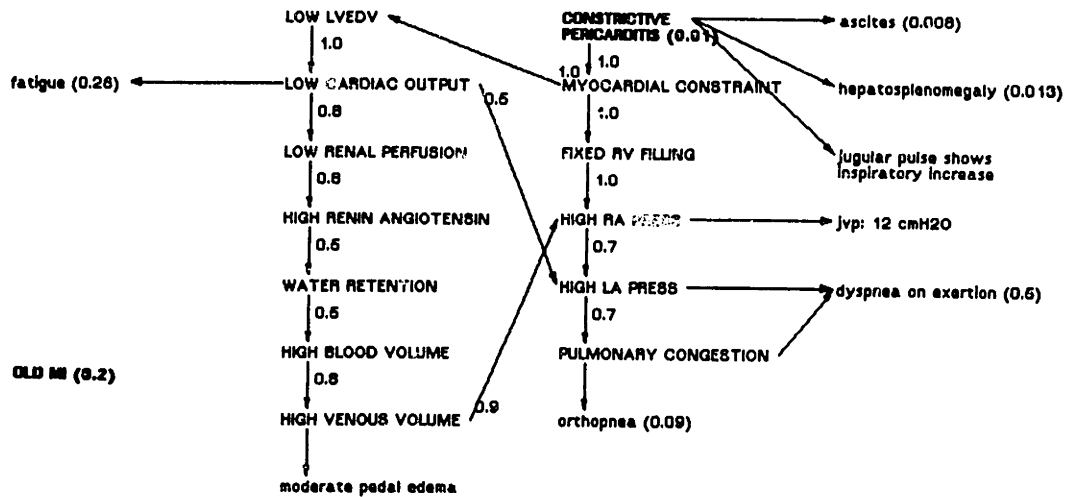 LOW LVEDV
1.0
LOW CARDIAC OUTPUT
fatigue (0.26)
0.8
0.5
LOW RENAL PERFUSION
0.8
HIGH RENIN ANGIOTENSIN
0.5
WATER RETENTION
0.5
HIGH BLOOD VOLUME
0.8
HIGH VENOUS VOLUME
0.9
moderate pedal edema
OLD MI (0.2)
CONSTRICTIVE
PERICARDITIS (0.01)
1.0
1.0
MYOCARDIAL CONSTRAINT
1.0
FIXED RV FILLING
1.0
HIGH RA PRESS
0.7
HIGH LA PRESS
0.7
PULMONARY CONGESTION
orthopnea (0.09)
ascites (0.008)
hepatosplenomegaly (0.013)
jugular pulse shows
inspiratory increase
jvp: 12 cmH2O
dyspnea on exertion (0.5)